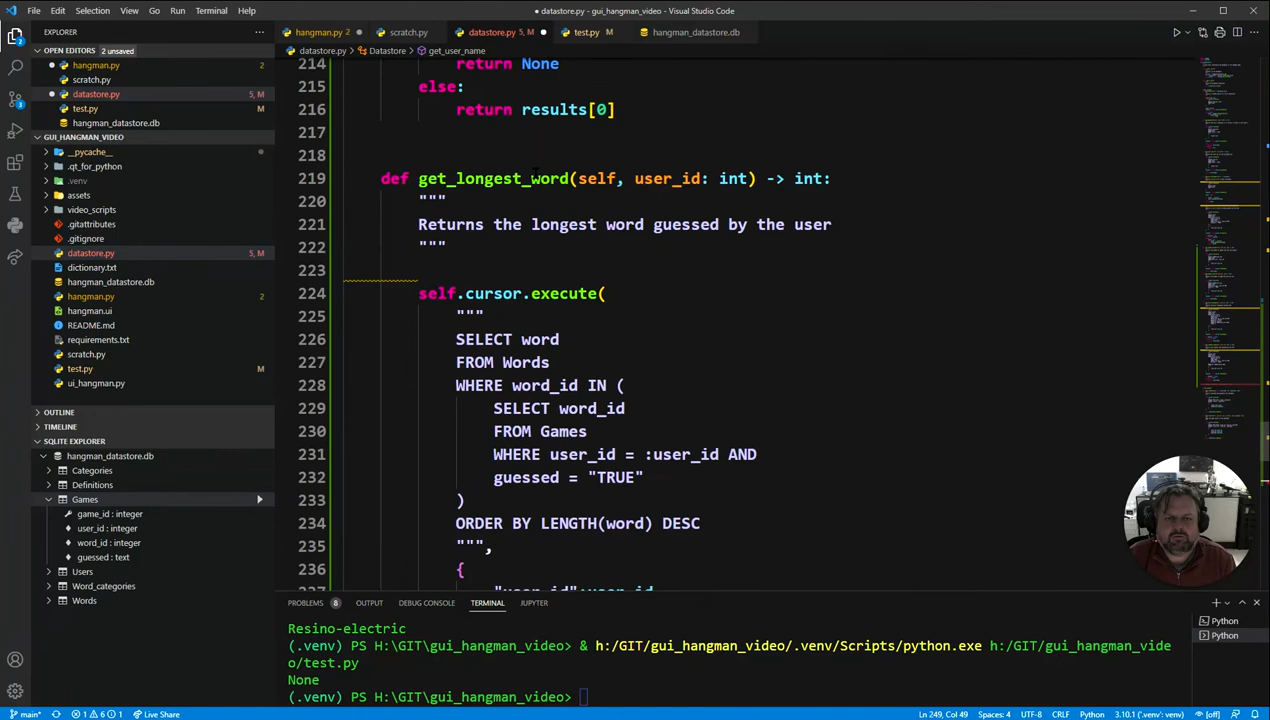 File Edit Selection View Go Run Terminal Help
● datastore.py - gui_hangman_video - Visual Studio Code
EXPLORER
OPEN EDITORS 2 unsaved
hangman.py 2
scratch.py
datastore.py 5, M
test.py M
hangman_datastore.db
GUI_HANGMAN_VIDEO
__pycache__
.qt_for_python
.venv
assets
video_scripts
.gitattributes
.gitignore
datastore.py 5, M
dictionary.txt
hangman_datastore.db
hangman.py 2
hangman.ui
README.md
requirements.txt
scratch.py
test.py M
ui_hangman.py
OUTLINE
TIMELINE
SQLITE EXPLORER
hangman_datastore.db
Categories
Definitions
Games
game_id : integer
user_id : integer
word_id : integer
guessed : text
Users
Word_categories
Words
hangman.py 2 scratch.py datastore.py 5, M test.py M hangman_datastore.db
datastore.py > Datastore > get_user_name
214 return None
215 else:
216 return results[0]
217
218
219 def get_longest_word(self, user_id: int) -> int:
220 """
221 Returns the longest word guessed by the user
222 """
223
224 self.cursor.execute(
225 """
226 SELECT word
227 FROM Words
228 WHERE word_id IN (
229 SELECT word_id
230 FROM Games
231 WHERE user_id = :user_id AND
232 guessed = "TRUE"
233 )
234 ORDER BY LENGTH(word) DESC
235 """,
236 {
237 "user_id":user_id
PROBLEMS 8 OUTPUT DEBUG CONSOLE TERMINAL JUPYTER
Resino-electric
(.venv) PS H:\GIT\gui_hangman_video> & h:/GIT/gui_hangman_video/.venv/Scripts/python.exe h:/GIT/gui_hangman_vide
o/test.py
None
(.venv) PS H:\GIT\gui_hangman_video>
Python
Python
main* 1 6 1 Live Share
Ln 249, Col 49 Spaces: 4 UTF-8 CRLF Python 3.10.1 ('.venv': venv) [off]